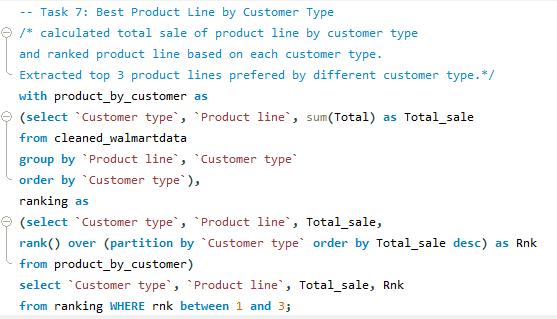 -- Task 7: Best Product Line by Customer Type
/* calculated total sale of product line by customer type
and ranked product line based on each customer type.
Extracted top 3 product lines prefered by different customer type.*/
with product_by_customer as
(select `Customer type`, `Product line`, sum(Total) as Total_sale
from cleaned_walmartdata
group by `Product line`, `Customer type`
order by `Customer type`),
ranking as
(select `Customer type`, `Product line`, Total_sale,
rank() over (partition by `Customer type` order by Total_sale desc) as Rnk
from product_by_customer)
select `Customer type`, `Product line`, Total_sale, Rnk
from ranking WHERE rnk between 1 and 3;